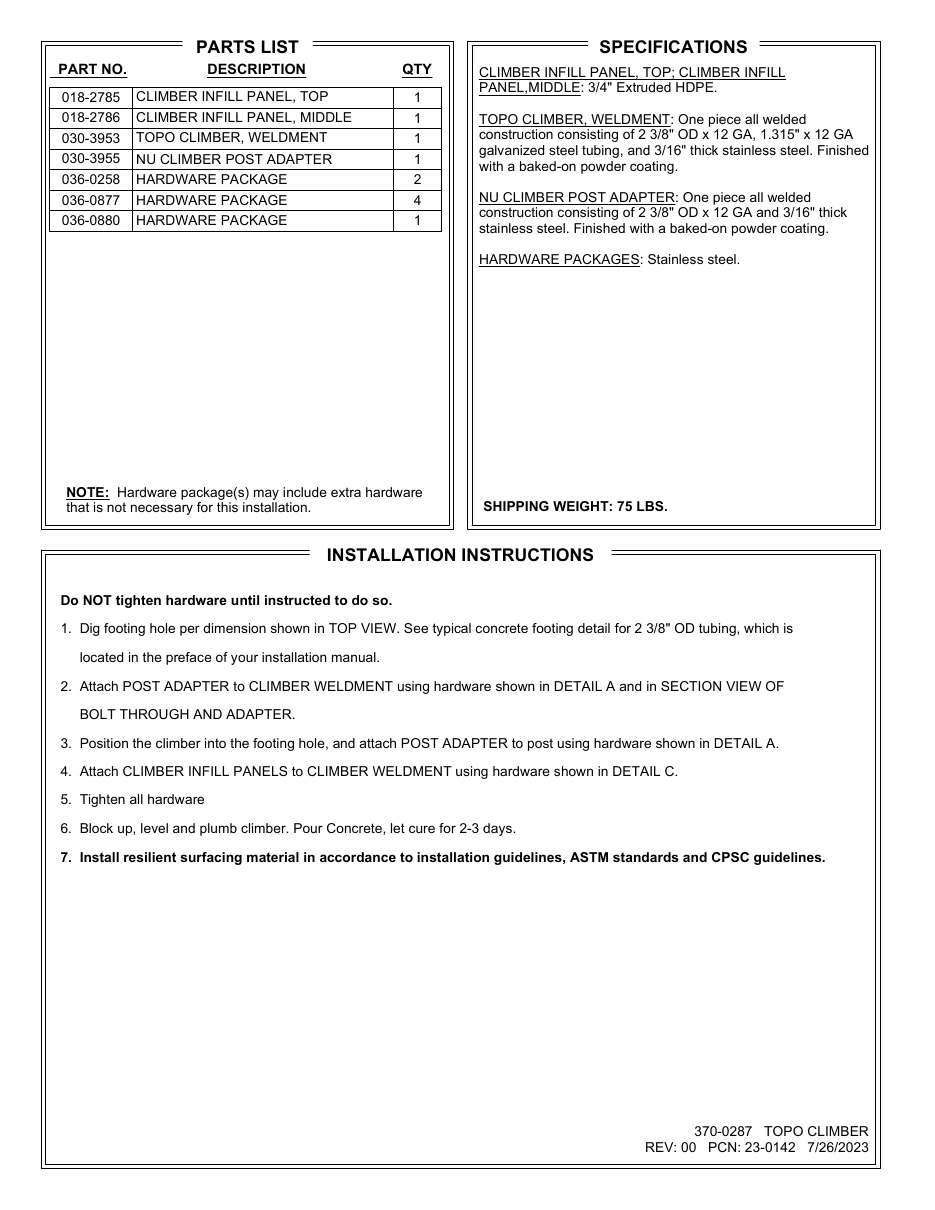 PARTS LIST
PART NO. DESCRIPTION QTY
018-2785 CLIMBER INFILL PANEL, TOP 1
018-2786 CLIMBER INFILL PANEL, MIDDLE 1
030-3953 TOPO CLIMBER, WELDMENT 1
030-3955 NU CLIMBER POST ADAPTER 1
036-0258 HARDWARE PACKAGE 2
036-0877 HARDWARE PACKAGE 4
036-0880 HARDWARE PACKAGE 1
NOTE: Hardware package(s) may include extra hardware
that is not necessary for this installation.
SPECIFICATIONS
CLIMBER INFILL PANEL, TOP; CLIMBER INFILL
PANEL,MIDDLE: 3/4" Extruded HDPE.
TOPO CLIMBER, WELDMENT: One piece all welded
construction consisting of 2 3/8" OD x 12 GA, 1.315" x 12 GA
galvanized steel tubing, and 3/16" thick stainless steel. Finished
with a baked-on powder coating.
NU CLIMBER POST ADAPTER: One piece all welded
construction consisting of 2 3/8" OD x 12 GA and 3/16" thick
stainless steel. Finished with a baked-on powder coating.
HARDWARE PACKAGES: Stainless steel.
SHIPPING WEIGHT: 75 LBS.
INSTALLATION INSTRUCTIONS
Do NOT tighten hardware until instructed to do so.
1. Dig footing hole per dimension shown in TOP VIEW. See typical concrete footing detail for 2 3/8" OD tubing, which is
located in the preface of your installation manual.
2. Attach POST ADAPTER to CLIMBER WELDMENT using hardware shown in DETAIL A and in SECTION VIEW OF
BOLT THROUGH AND ADAPTER.
3. Position the climber into the footing hole, and attach POST ADAPTER to post using hardware shown in DETAIL A.
4. Attach CLIMBER INFILL PANELS to CLIMBER WELDMENT using hardware shown in DETAIL C.
5. Tighten all hardware
6. Block up, level and plumb climber. Pour Concrete, let cure for 2-3 days.
7. Install resilient surfacing material in accordance to installation guidelines, ASTM standards and CPSC guidelines.
370-0287 TOPO CLIMBER
REV: 00 PCN: 23-0142 7/26/2023